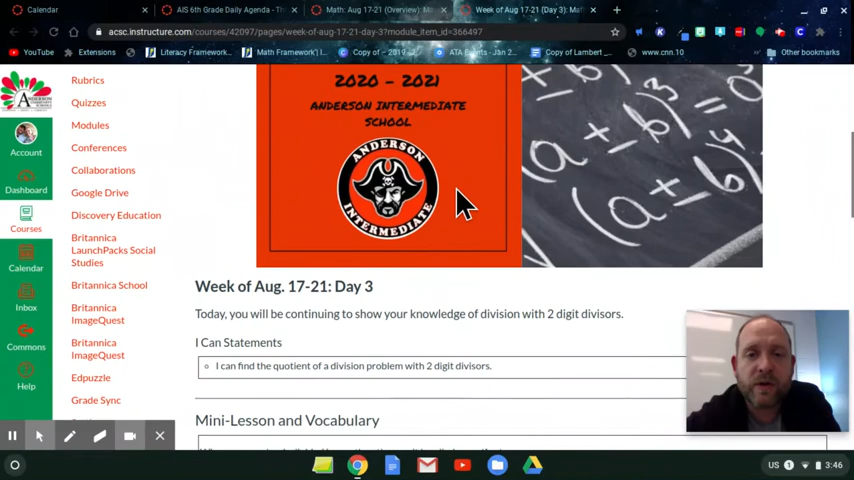 Calendar
AIS 6th Grade Daily Agenda - Th
Math: Aug 17-21 (Overview): Ma
Week of Aug 17-21 (Day 3): Mat
acsc.instructure.com/courses/42097/pages/week-of-aug-17-21-day-3?module_item_id=366497
YouTube
Extensions
Literacy Framework...
Math Framework'] I...
Copy of ~ 2019 -...
ATA Events - Jan 2...
Copy of Lambert...
www.cnn.10
Other bookmarks
Account
Dashboard
Courses
Calendar
Inbox
Commons
Help
Rubrics
Quizzes
Modules
Conferences
Collaborations
Google Drive
Discovery Education
Britannica
LaunchPacks Social
Studies
Britannica School
Britannica
ImageQuest
Britannica
ImageQuest
Edpuzzle
Grade Sync
2020 - 2021
ANDERSON INTERMEDIATE
SCHOOL
ANDERSON
INTERMEDIATE
(a ± b)³ = 0
(a ± b)⁴
Week of Aug. 17-21: Day 3
Today, you will be continuing to show your knowledge of division with 2 digit divisors.
I Can Statements
I can find the quotient of a division problem with 2 digit divisors.
Mini-Lesson and Vocabulary
US
1
3:46